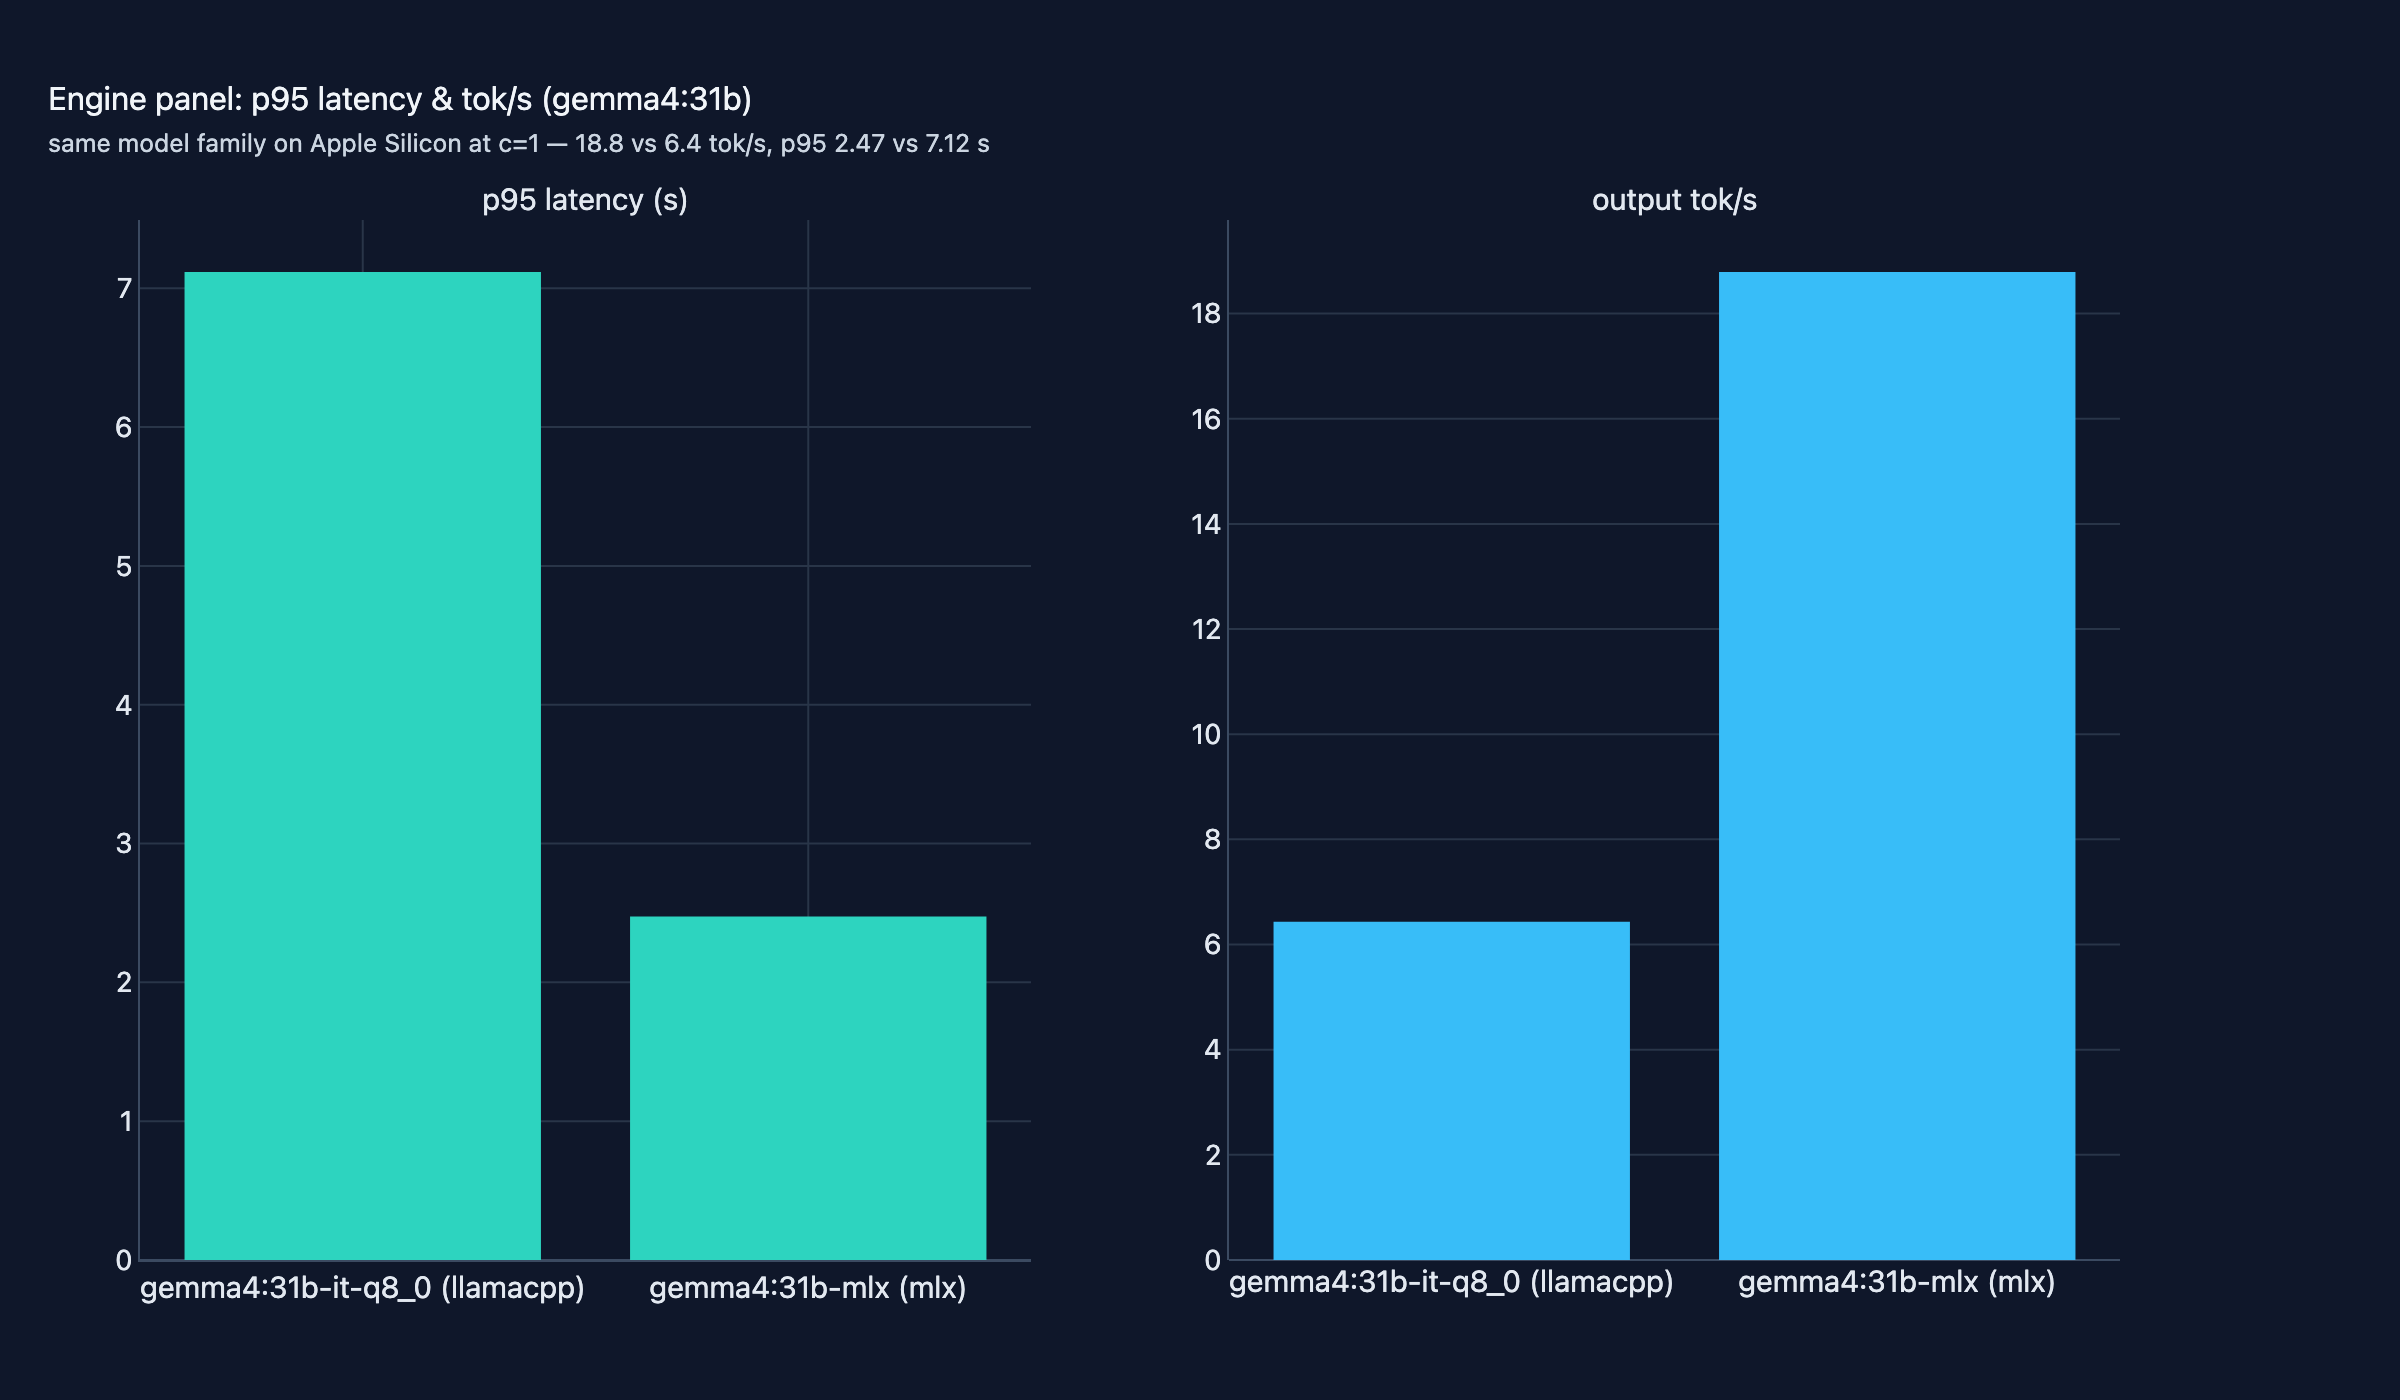 Engine panel: p95 latency & tok/s (gemma4:31b)
same model family on Apple Silicon at c=1 — 18.8 vs 6.4 tok/s, p95 2.47 vs 7.12 s
p95 latency (s)
7
6
5
4
3
2
1
0
gemma4:31b-it-q8_0 (llamacpp)
gemma4:31b-mlx (mlx)
output tok/s
18
16
14
12
10
8
6
4
2
0
gemma4:31b-it-q8_0 (llamacpp)
gemma4:31b-mlx (mlx)